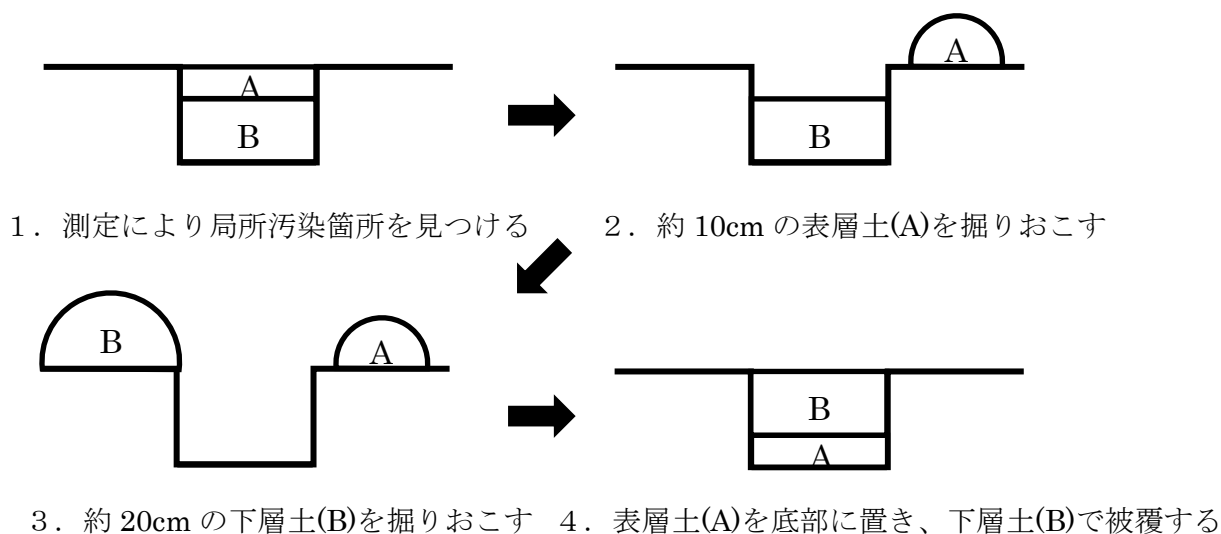 A
B
A
B
1．測定により局所汚染箇所を見つける
2．約 10cm の表層土(A)を掘りおこす
B
A
B
A
3．約 20cm の下層土(B)を掘りおこす
4．表層土(A)を底部に置き、下層土(B)で被覆する